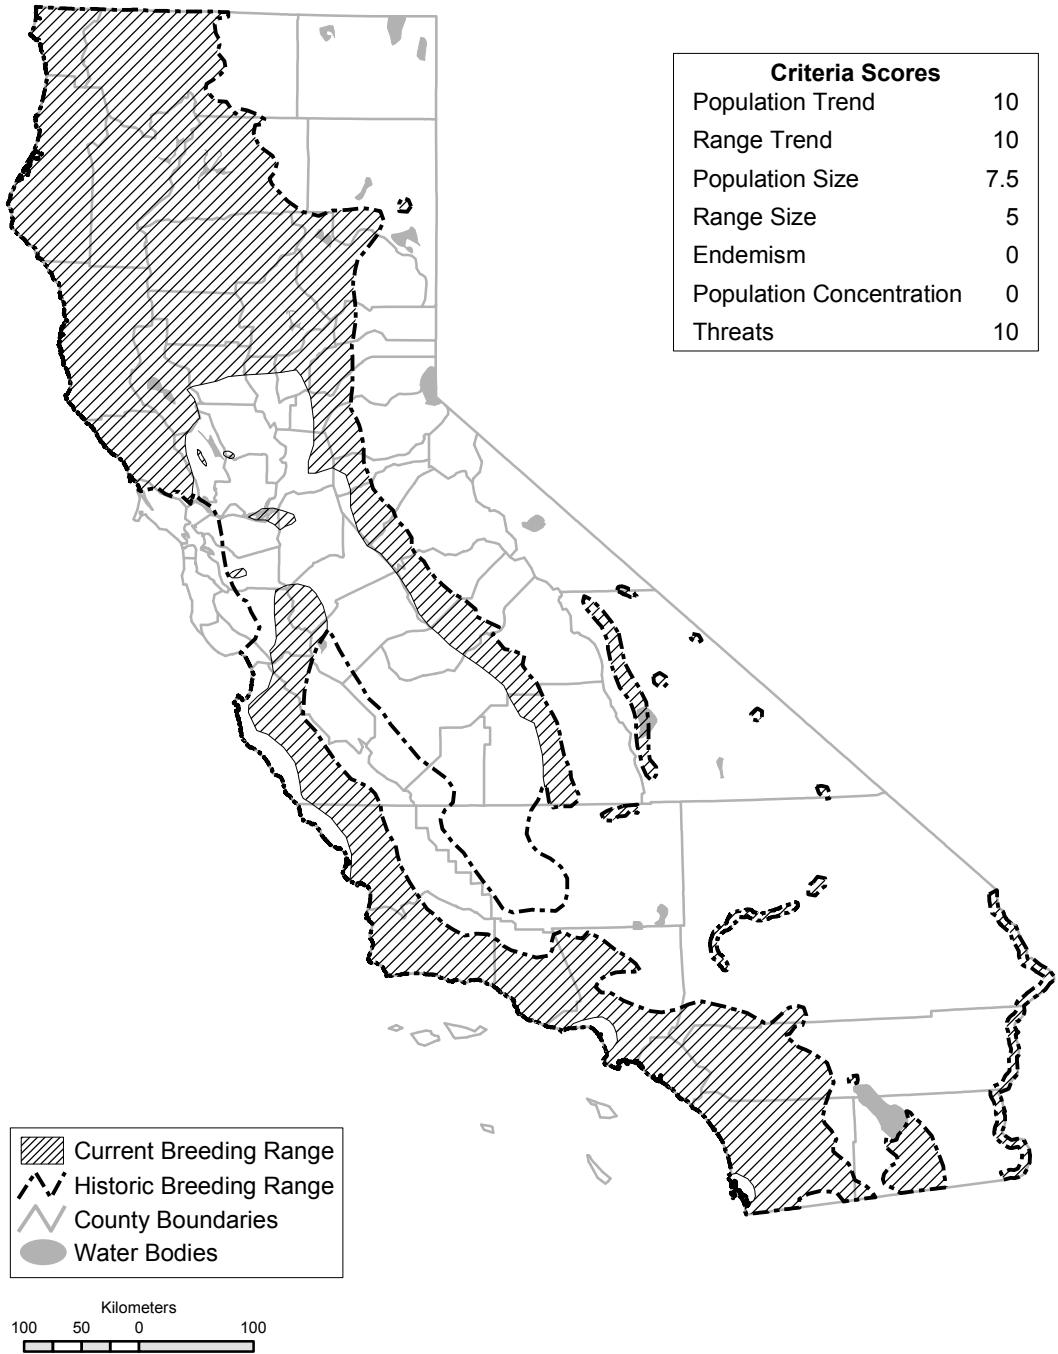 Criteria Scores
Population Trend 10
Range Trend 10
Population Size 7.5
Range Size 5
Endemism 0
Population Concentration 0
Threats 10
Current Breeding Range
Historic Breeding Range
County Boundaries
Water Bodies
Kilometers
100 50 0 100